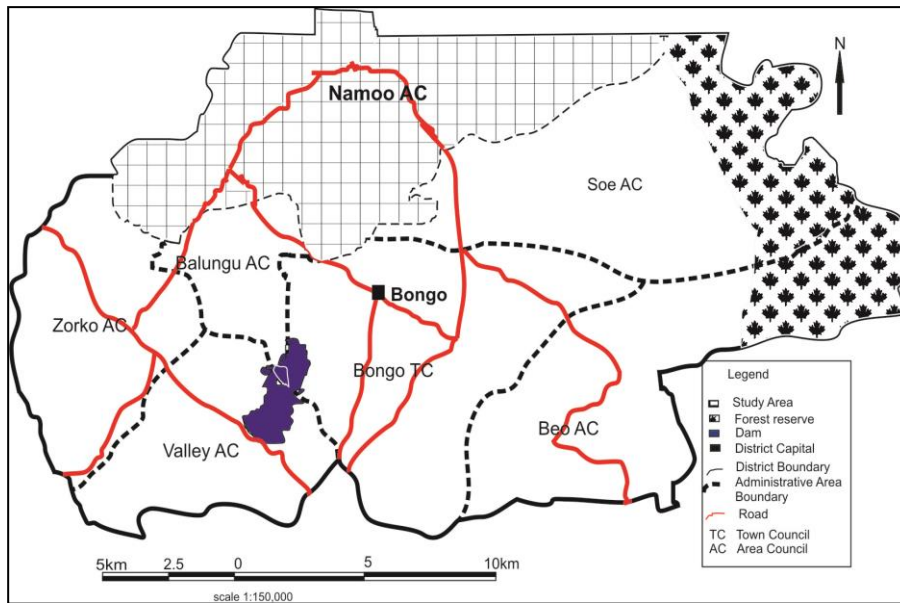 N
Namoo AC
Soe AC
Balungu AC
Bongo
Zorko AC
Bongo TC
Beo AC
Valley AC
Legend
Study Area
Forest reserve
Dam
District Capital
District Boundary
Administrative Area
Boundary
Road
TC Town Council
AC Area Council
5km 2.5 0 5 10km
scale 1:150,000